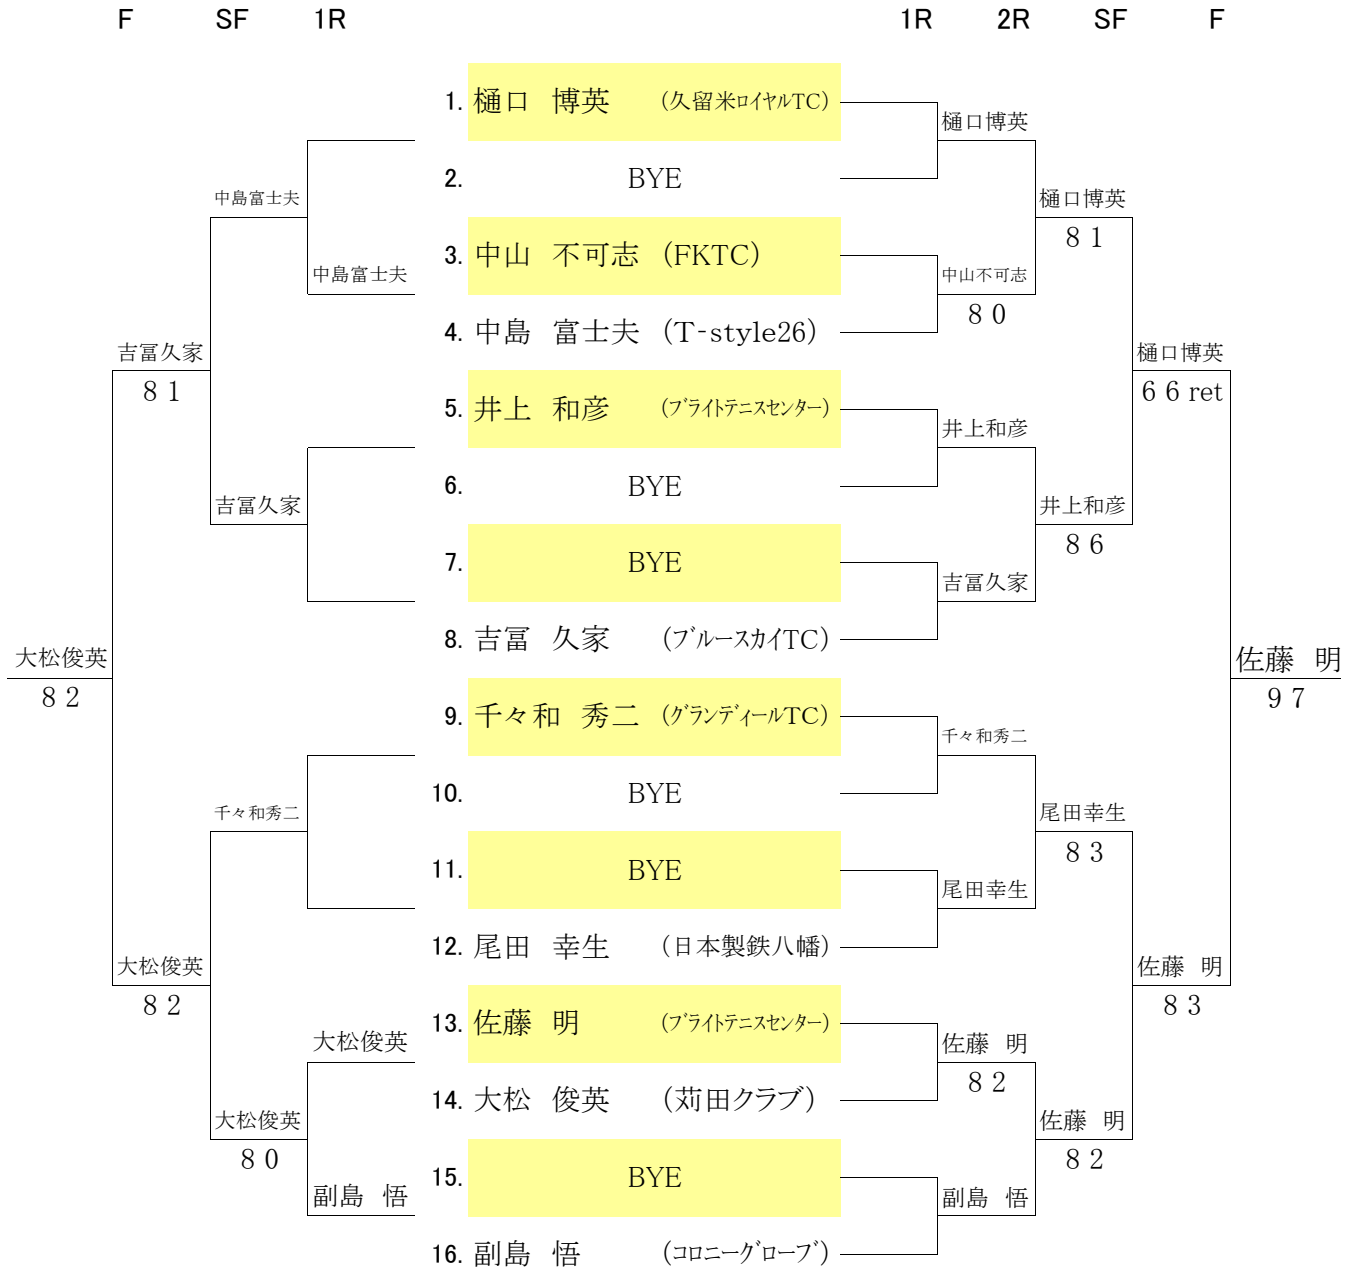 F SF 1R 1R 2R SF F
1. 樋口 博英 (久留米ロイヤルTC)
樋口博英
2. BYE
中島富士夫
樋口博英
8 1
3. 中山 不可志 (FKTC)
中島富士夫
中山不可志
8 0
4. 中島 富士夫 (T-style26)
吉冨久家
8 1
樋口博英
6 6 ret
5. 井上 和彦 (ブライトテニスセンター)
井上和彦
6. BYE
吉冨久家
井上和彦
8 6
7. BYE
吉冨久家
8. 吉冨 久家 (ブルースカイTC)
大松俊英
8 2
佐藤 明
9 7
9. 千々和 秀二 (グランディールTC)
千々和秀二
10. BYE
千々和秀二
尾田幸生
8 3
11. BYE
尾田幸生
12. 尾田 幸生 (日本製鉄八幡)
大松俊英
8 2
佐藤 明
8 3
13. 佐藤 明 (ブライトテニスセンター)
大松俊英
佐藤 明
8 2
14. 大松 俊英 (苅田クラブ)
大松俊英
8 0
佐藤 明
8 2
15. BYE
副島 悟
副島 悟
16. 副島 悟 (コロニーグローブ)